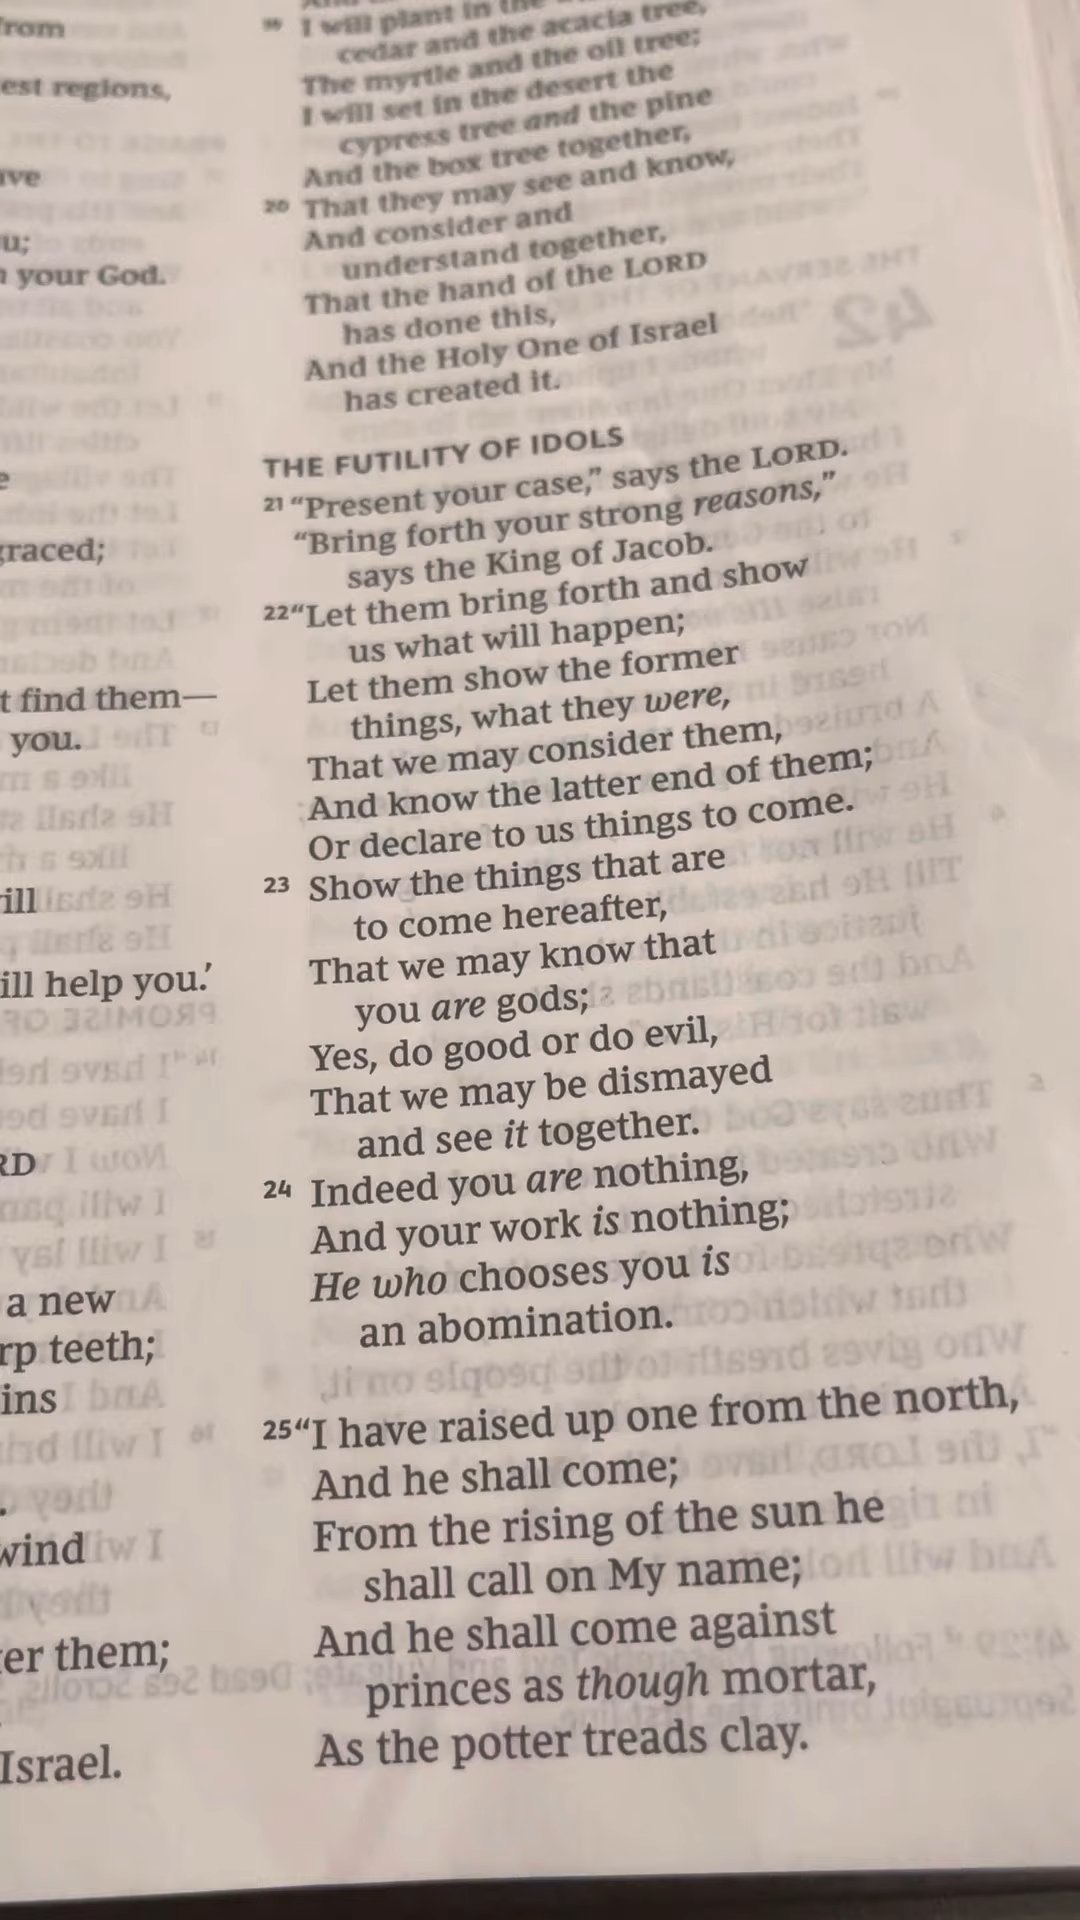 from
est regions,
ave
u;
your God.
e
graced;
t find them—
you.
ill
ill help you.’
RD
a new
rp teeth;
ins
.
wind
er them;
Israel.
19 I will plant in the
cedar and the acacia tree,
The myrtle and the oil tree;
I will set in the desert the
cypress tree and the pine
And the box tree together,
20 That they may see and know,
And consider and
understand together,
That the hand of the LORD
has done this,
And the Holy One of Israel
has created it.
THE FUTILITY OF IDOLS
21 “Present your case,” says the LORD.
“Bring forth your strong reasons,”
says the King of Jacob.
22 “Let them bring forth and show
us what will happen;
Let them show the former
things, what they were,
That we may consider them,
And know the latter end of them;
Or declare to us things to come.
23 Show the things that are
to come hereafter,
That we may know that
you are gods;
Yes, do good or do evil,
That we may be dismayed
and see it together.
24 Indeed you are nothing,
And your work is nothing;
He who chooses you is
an abomination.
25 “I have raised up one from the north,
And he shall come;
From the rising of the sun he
shall call on My name;
And he shall come against
princes as though mortar,
As the potter treads clay.